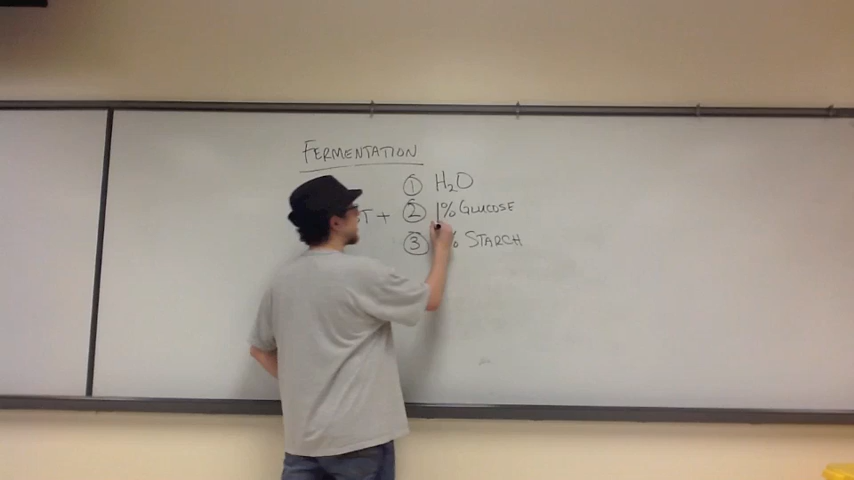 FERMENTATION
① H₂O
T + ② 1% GLUCOSE
③ % STARCH